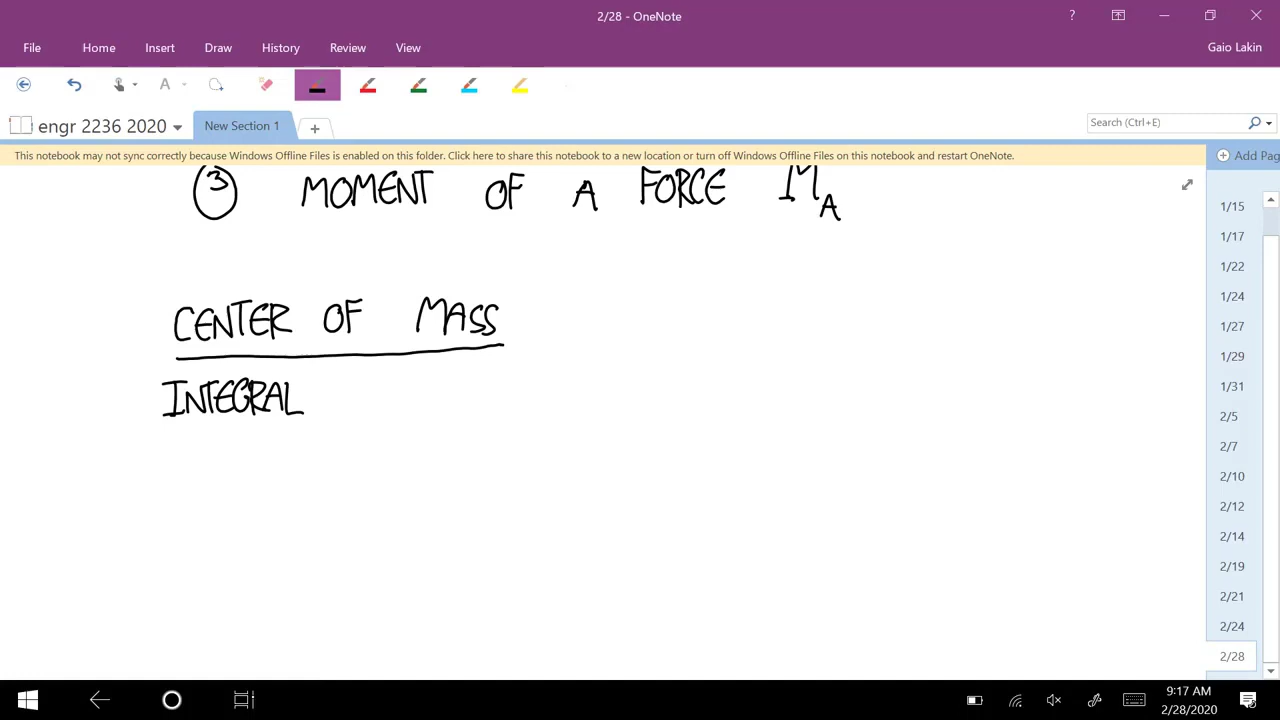 2/28 - OneNote
?
File Home Insert Draw History Review View
Gaio Lakin
A
engr 2236 2020
New Section 1
+
Search (Ctrl+E)
This notebook may not sync correctly because Windows Offline Files is enabled on this folder. Click here to share this notebook to a new location or turn off Windows Offline Files on this notebook and restart OneNote.
Add Pag
③ MOMENT OF A FORCE M_A
CENTER OF MASS
INTEGRAL
1/15
1/17
1/22
1/24
1/27
1/29
1/31
2/5
2/7
2/10
2/12
2/14
2/19
2/21
2/24
2/28
9:17 AM
2/28/2020